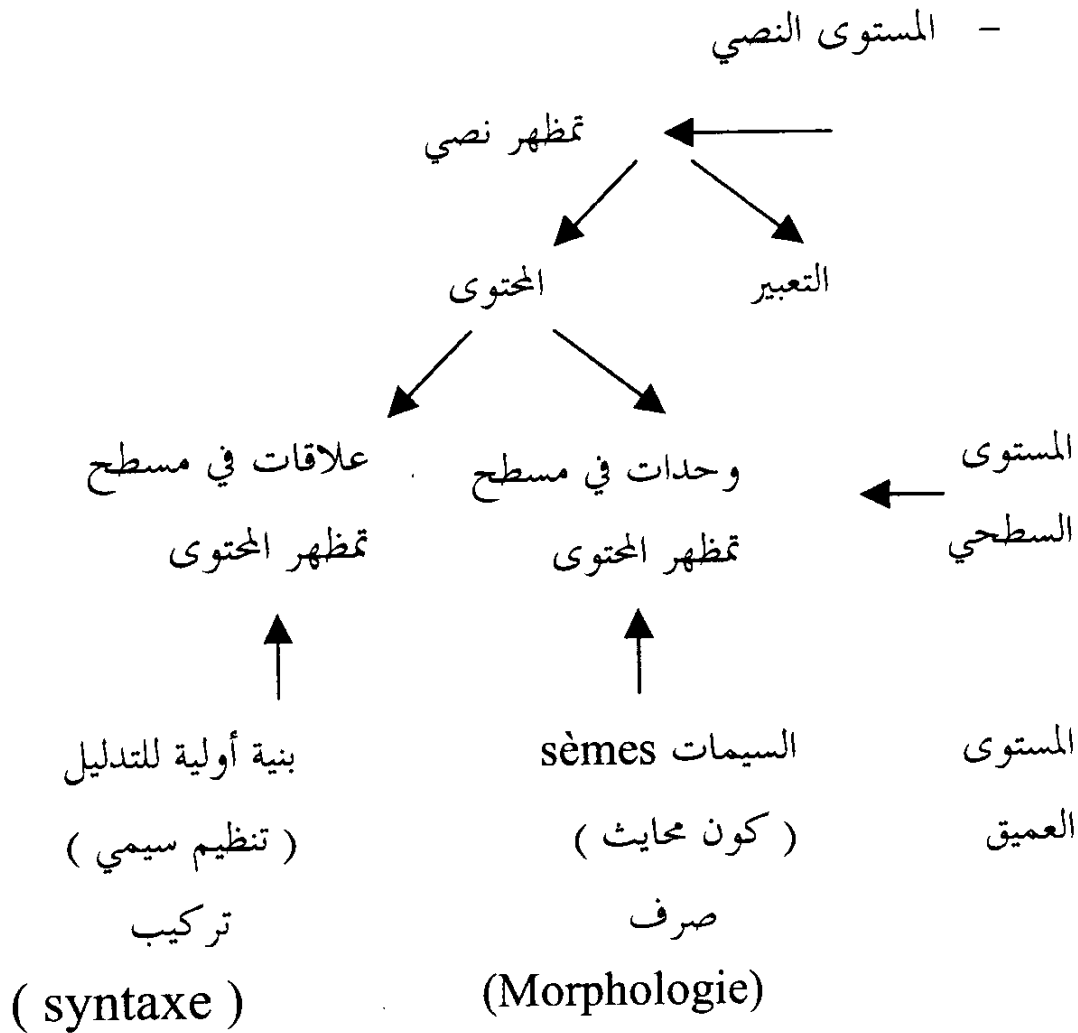 - المستوى النصي
تمظهر نصي
التعبير المحتوى
المستوى وحدات في مسطح علاقات في مسطح
السطحي تمظهر المحتوى تمظهر المحتوى
المستوى السيمات sèmes بنية أولية للتدليل
العميق ( كون محايث ) ( تنظيم سيمي )
صرف تركيب
(Morphologie) ( syntaxe )